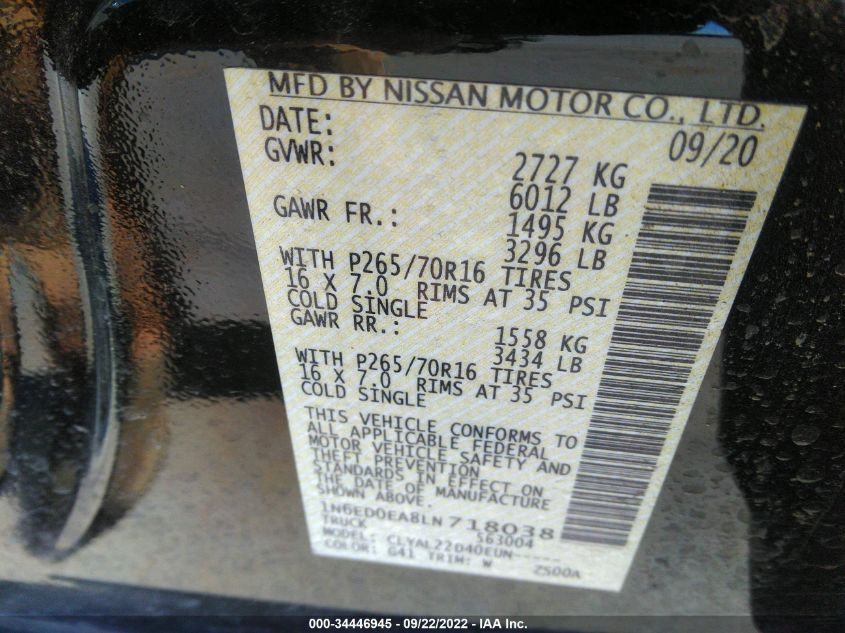 MFD BY NISSAN MOTOR CO., LTD.
DATE: 09/20
GVWR: 2727 KG
6012 LB
GAWR FR.: 1495 KG
3296 LB
WITH P265/70R16 TIRES
16 X 7.0 RIMS AT 35 PSI
COLD SINGLE
GAWR RR.: 1558 KG
3434 LB
WITH P265/70R16 TIRES
16 X 7.0 RIMS AT 35 PSI
COLD SINGLE
THIS VEHICLE CONFORMS TO
ALL APPLICABLE FEDERAL
MOTOR VEHICLE SAFETY AND
THEFT PREVENTION
STANDARDS IN EFFECT ON
THE DATE OF MANUFACTURE
SHOWN ABOVE.
1N6ED0EA8LN718038
TRUCK 563004
MODEL: CLYAL22D40EUN-----
COLOR: G41 TRIM: W 2S00A
000-34446945 - 09/22/2022 - IAA Inc.